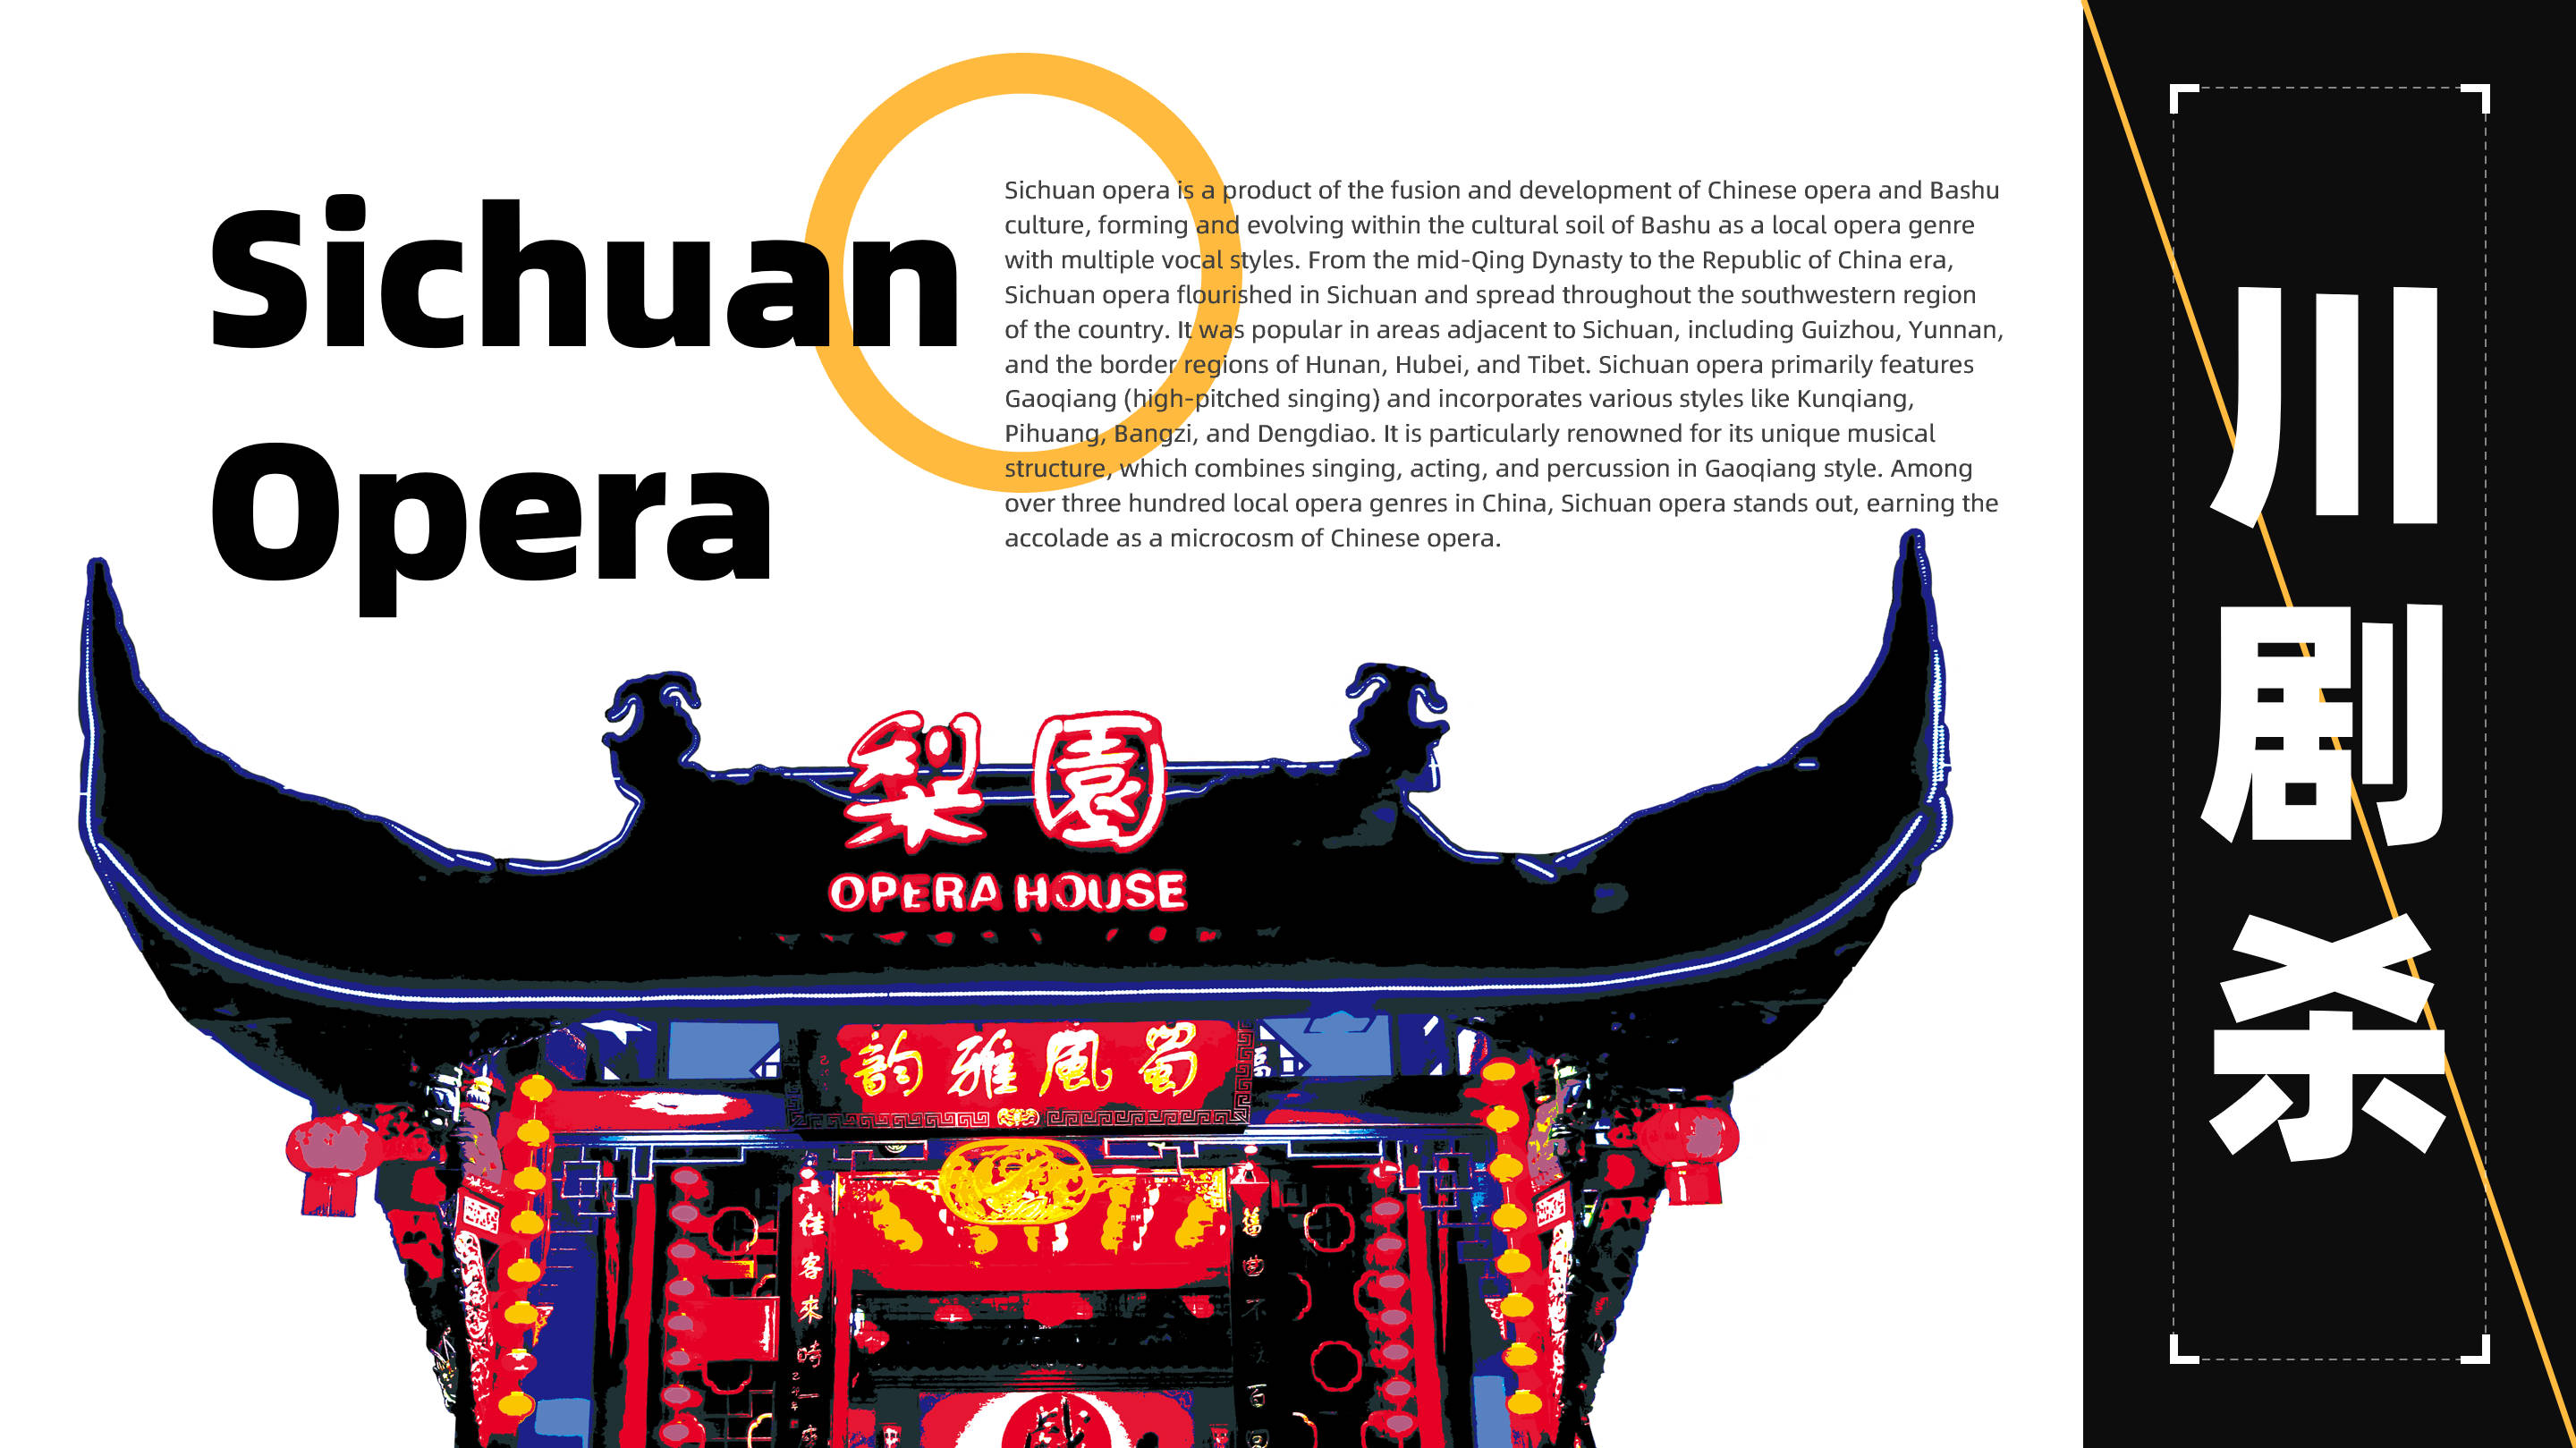 Sichuan
Opera
Sichuan opera is a product of the fusion and development of Chinese opera and Bashu
culture, forming and evolving within the cultural soil of Bashu as a local opera genre
with multiple vocal styles. From the mid-Qing Dynasty to the Republic of China era,
Sichuan opera flourished in Sichuan and spread throughout the southwestern region
of the country. It was popular in areas adjacent to Sichuan, including Guizhou, Yunnan,
and the border regions of Hunan, Hubei, and Tibet. Sichuan opera primarily features
Gaoqiang (high-pitched singing) and incorporates various styles like Kunqiang,
Pihuang, Bangzi, and Dengdiao. It is particularly renowned for its unique musical
structure, which combines singing, acting, and percussion in Gaoqiang style. Among
over three hundred local opera genres in China, Sichuan opera stands out, earning the
accolade as a microcosm of Chinese opera.
梨園
OPERA HOUSE
韵雅風蜀
佳客來時一
川剧杀